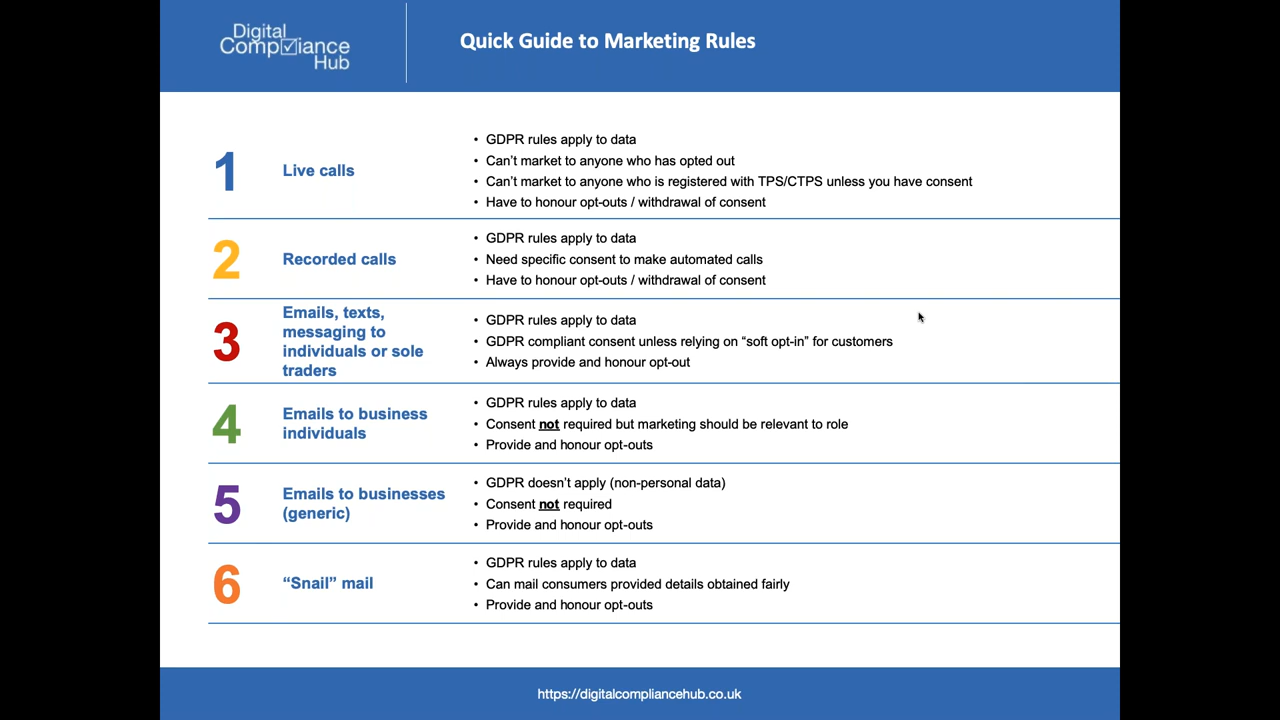 Digital
Compliance
Hub
Quick Guide to Marketing Rules
1
Live calls
• GDPR rules apply to data
• Can’t market to anyone who has opted out
• Can’t market to anyone who is registered with TPS/CTPS unless you have consent
• Have to honour opt-outs / withdrawal of consent
2
Recorded calls
• GDPR rules apply to data
• Need specific consent to make automated calls
• Have to honour opt-outs / withdrawal of consent
3
Emails, texts,
messaging to
individuals or sole
traders
• GDPR rules apply to data
• GDPR compliant consent unless relying on “soft opt-in” for customers
• Always provide and honour opt-out
4
Emails to business
individuals
• GDPR rules apply to data
• Consent not required but marketing should be relevant to role
• Provide and honour opt-outs
5
Emails to businesses
(generic)
• GDPR doesn’t apply (non-personal data)
• Consent not required
• Provide and honour opt-outs
6
“Snail” mail
• GDPR rules apply to data
• Can mail consumers provided details obtained fairly
• Provide and honour opt-outs
https://digitalcompliancehub.co.uk